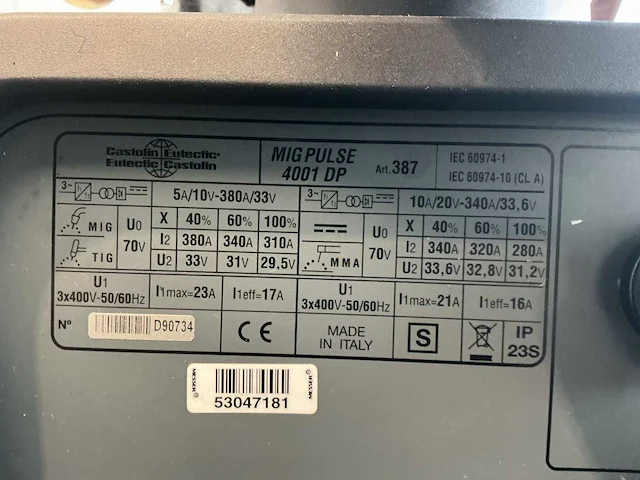 Castolin Eutectic®
Eutectic Castolin
MIG PULSE
4001 DP
Art. 387
IEC 60974-1
IEC 60974-10 (CL A)
3~ 5A/10V-380A/33V
MIG
TIG
U0
70V
X 40% 60% 100%
I2 380A 340A 310A
U2 33V 31V 29.5V
3~ 10A/20V-340A/33,6V
MMA
U0
70V
X 40% 60% 100%
I2 340A 320A 280A
U2 33,6V 32,8V 31,2V
U1
3x400V-50/60Hz
I1max=23A
I1eff=17A
U1
3x400V-50/60Hz
I1max=21A
I1eff=16A
N° D90734
CE
MADE
IN ITALY
S
IP
23S
MESSER
53047181
MESSER